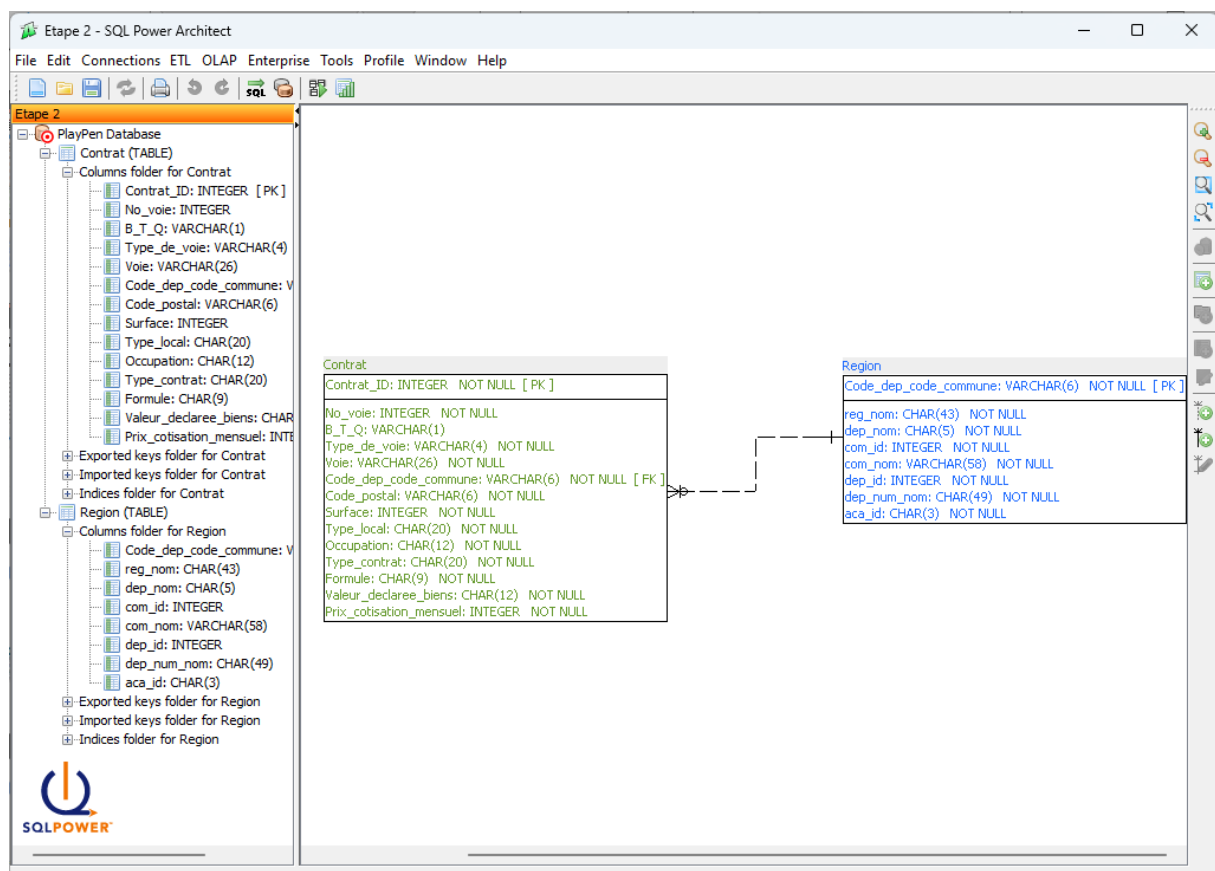 Etape 2 - SQL Power Architect
File Edit Connections ETL OLAP Enterprise Tools Profile Window Help
SQL
Etape 2
PlayPen Database
Contrat (TABLE)
Columns folder for Contrat
Contrat_ID: INTEGER [ PK ]
No_voie: INTEGER
B_T_Q: VARCHAR(1)
Type_de_voie: VARCHAR(4)
Voie: VARCHAR(26)
Code_dep_code_commune: V
Code_postal: VARCHAR(6)
Surface: INTEGER
Type_local: CHAR(20)
Occupation: CHAR(12)
Type_contrat: CHAR(20)
Formule: CHAR(9)
Valeur_declaree_biens: CHAR
Prix_cotisation_mensuel: INTE
Exported keys folder for Contrat
Imported keys folder for Contrat
Indices folder for Contrat
Region (TABLE)
Columns folder for Region
Code_dep_code_commune: V
reg_nom: CHAR(43)
dep_nom: CHAR(5)
com_id: INTEGER
com_nom: VARCHAR(58)
dep_id: INTEGER
dep_num_nom: CHAR(49)
aca_id: CHAR(3)
Exported keys folder for Region
Imported keys folder for Region
Indices folder for Region
SQLPOWER
Contrat
Contrat_ID: INTEGER NOT NULL [ PK ]
No_voie: INTEGER NOT NULL
B_T_Q: VARCHAR(1)
Type_de_voie: VARCHAR(4) NOT NULL
Voie: VARCHAR(26) NOT NULL
Code_dep_code_commune: VARCHAR(6) NOT NULL [ FK ]
Code_postal: VARCHAR(6) NOT NULL
Surface: INTEGER NOT NULL
Type_local: CHAR(20) NOT NULL
Occupation: CHAR(12) NOT NULL
Type_contrat: CHAR(20) NOT NULL
Formule: CHAR(9) NOT NULL
Valeur_declaree_biens: CHAR(12) NOT NULL
Prix_cotisation_mensuel: INTEGER NOT NULL
Region
Code_dep_code_commune: VARCHAR(6) NOT NULL [ PK ]
reg_nom: CHAR(43) NOT NULL
dep_nom: CHAR(5) NOT NULL
com_id: INTEGER NOT NULL
com_nom: VARCHAR(58) NOT NULL
dep_id: INTEGER NOT NULL
dep_num_nom: CHAR(49) NOT NULL
aca_id: CHAR(3) NOT NULL